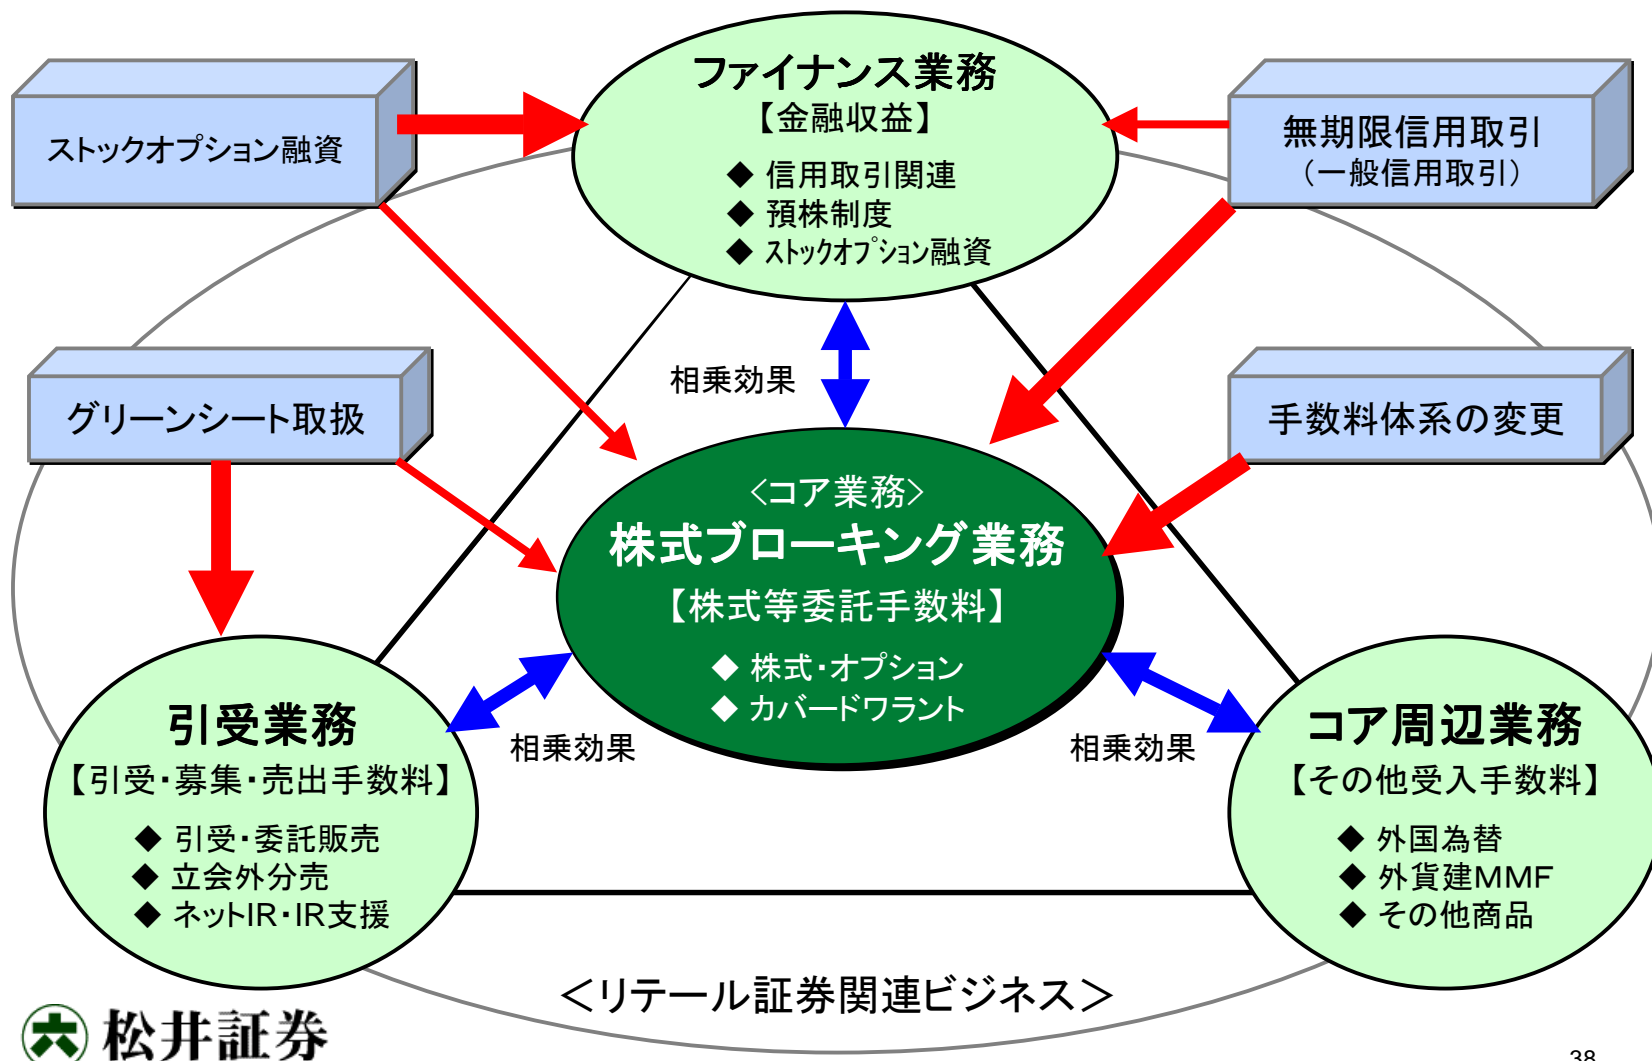 ファイナンス業務
【金融収益】
◆ 信用取引関連
◆ 預株制度
◆ ストックオプション融資
ストックオプション融資
無期限信用取引
（一般信用取引）
相乗効果
グリーンシート取扱
手数料体系の変更
＜コア業務＞
株式ブローキング業務
【株式等委託手数料】
◆ 株式・オプション
◆ カバードワラント
引受業務
【引受・募集・売出手数料】
◆ 引受・委託販売
◆ 立会外分売
◆ ネットIR・IR支援
相乗効果
相乗効果
コア周辺業務
【その他受入手数料】
◆ 外国為替
◆ 外貨建MMF
◆ その他商品
＜リテール証券関連ビジネス＞
松井証券
38